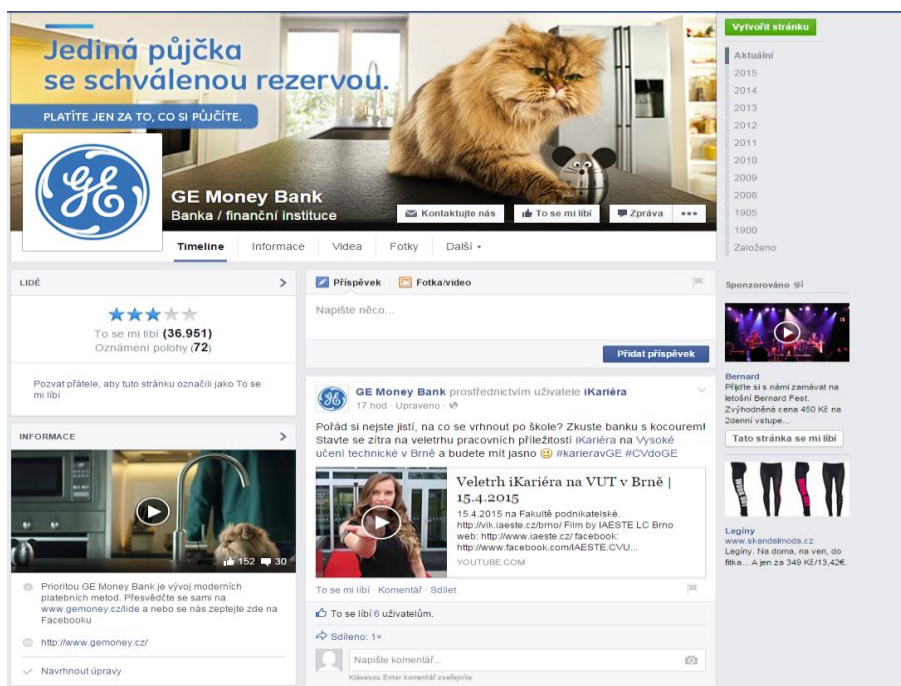 Jediná půjčka
se schválenou rezervou.
PLATÍTE JEN ZA TO, CO SI PŮJČÍTE.
GE
GE Money Bank
Banka / finanční instituce
Kontaktujte nás
To se mi líbí
Zpráva
Timeline
Informace
Videa
Fotky
Další
Vytvořit stránku
Aktuální
2015
2014
2013
2012
2011
2010
2009
2008
1905
1900
Založeno
LIDÉ
To se mi líbí (36.951)
Oznámení polohy (72)
Pozvat přátele, aby tuto stránku označili jako To se
mi líbí
INFORMACE
152 30
Prioritou GE Money Bank je vývoj moderních
platebních metod. Přesvědčte se sami na
www.gemoney.cz/lide a nebo se nás zeptejte zde na
Facebooku
http://www.gemoney.cz/
Navrhnout úpravy
Příspěvek
Fotka/video
Napište něco...
Přidat příspěvek
GE Money Bank prostřednictvím uživatele iKariéra
17 hod · Upraveno ·
Pořád si nejste jistí, na co se vrhnout po škole? Zkuste banku s kocourem!
Stavte se zítra na veletrhu pracovních příležitostí iKariéra na Vysoké
učení technické v Brně a budete mít jasno #karieravGE #CVdoGE
Veletrh iKariéra na VUT v Brně |
15.4.2015
15.4.2015 na Fakultě podnikatelské.
http://vik.iaeste.cz/brno/ Film by IAESTE LC Brno
web: http://www.iaeste.cz/ facebook:
http://www.facebook.com/IAESTE.CVU...
YOUTUBE.COM
To se mi líbí · Komentář · Sdílet
To se líbí 6 uživatelům.
Sdíleno: 1×
Napište komentář...
Klávesou Enter komentář zveřejníte.
Sponzorováno
Bernard
Přijďte si s námi zamávat na
letošní Bernard Fest.
Zvýhodněná cena 450 Kč na
2denní vstupe...
Tato stránka se mi líbí
Legíny
www.skandalmoda.cz
Legíny. Na doma, na ven, do
fitka... A jen za 349 Kč/13,42€.